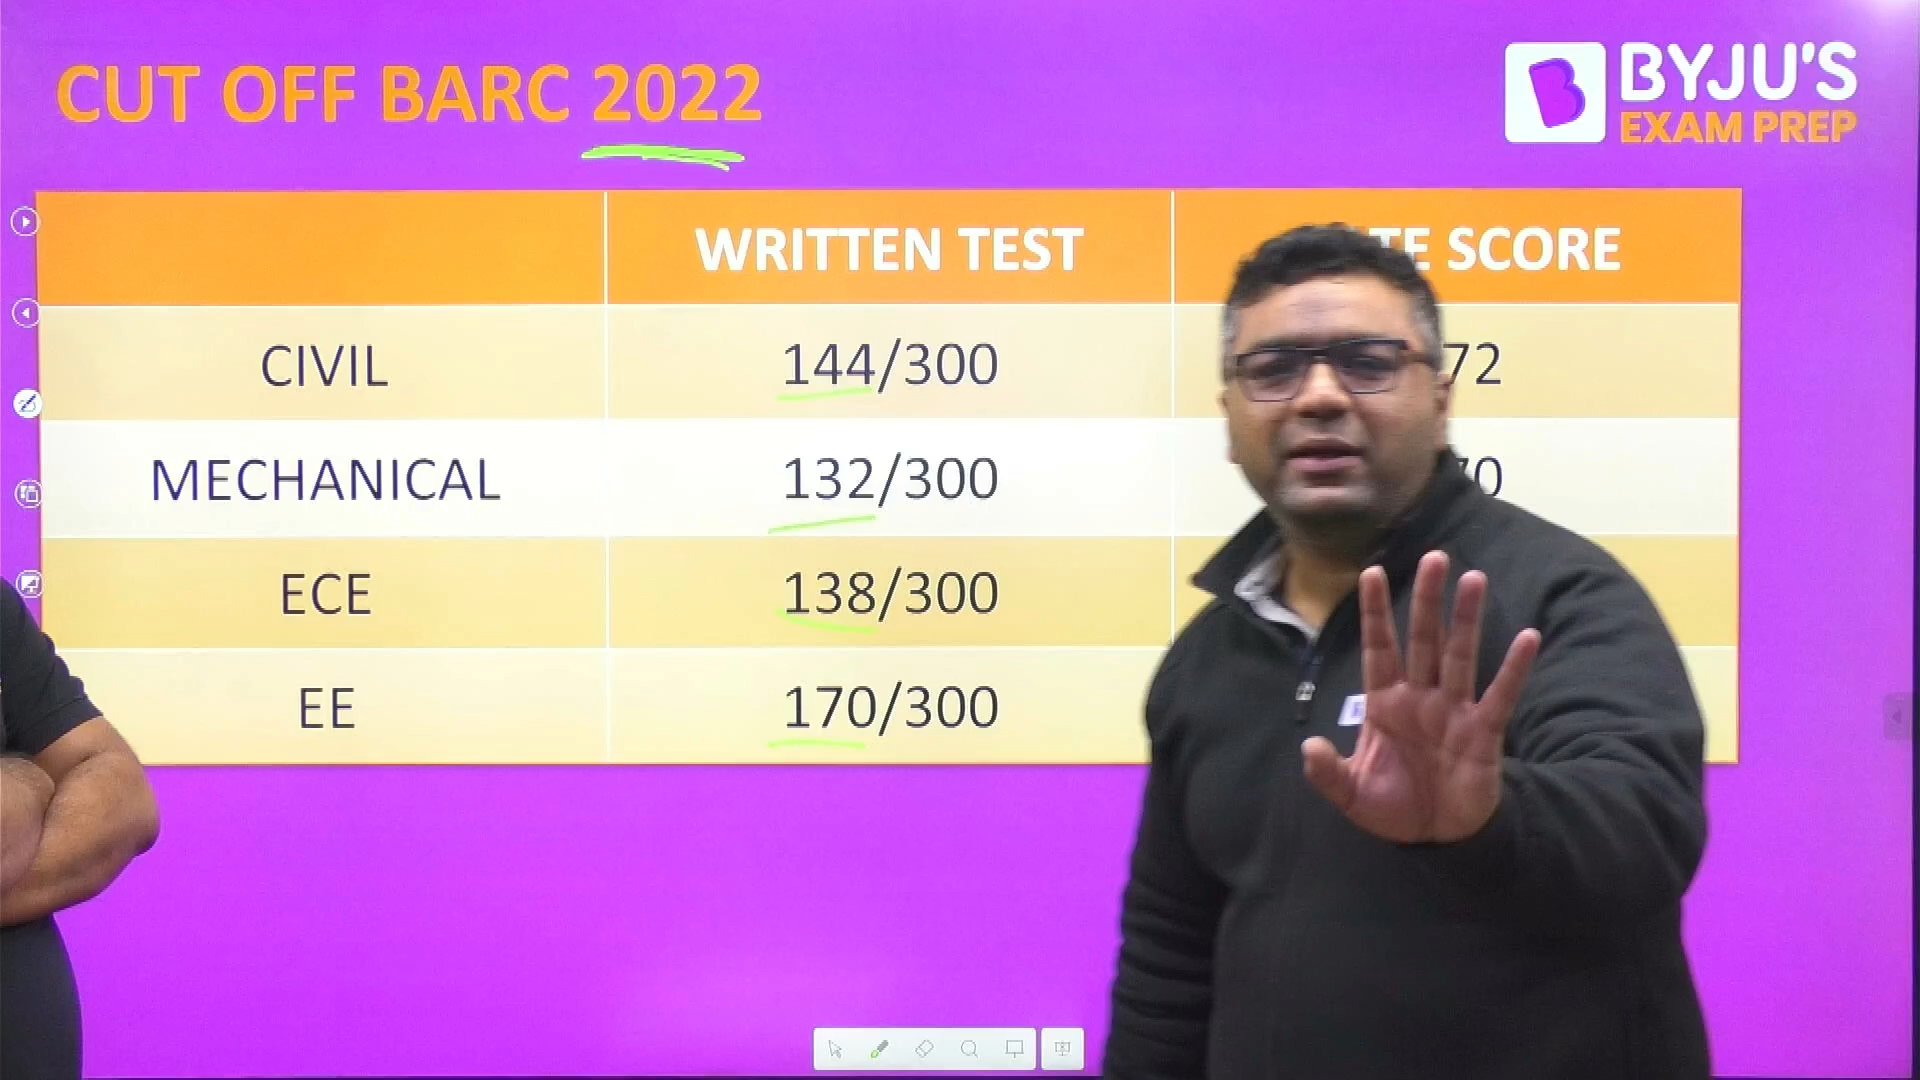 CUT OFF BARC 2022
BYJU'S
EXAM PREP
WRITTEN TEST
SCORE
CIVIL
144/300
MECHANICAL
132/300
ECE
138/300
EE
170/300